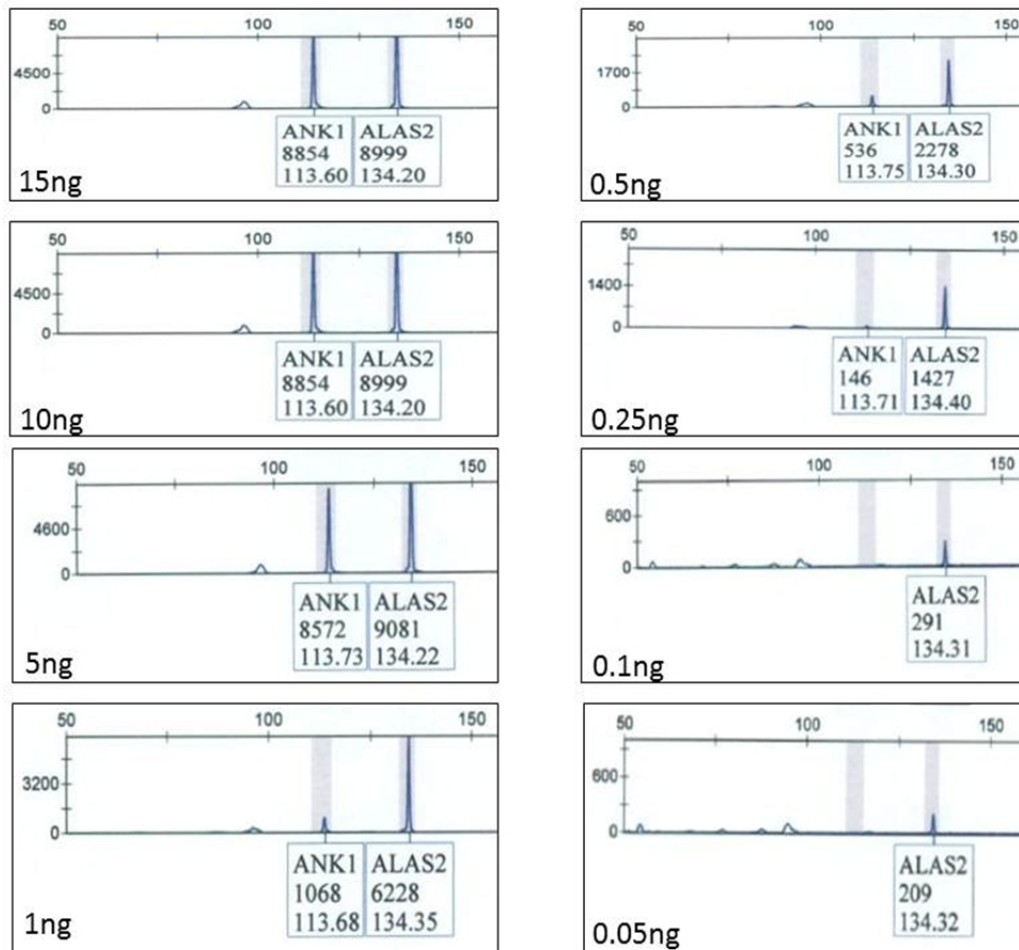 50 100 150
4500
0
ANK1 ALAS2
8854 8999
113.60 134.20
15ng
50 100 150
4500
0
ANK1 ALAS2
8854 8999
113.60 134.20
10ng
50 100 150
4600
0
ANK1 ALAS2
8572 9081
113.73 134.22
5ng
50 100 150
3200
0
ANK1 ALAS2
1068 6228
113.68 134.35
1ng
50 100 150
1700
0
ANK1 ALAS2
536 2278
113.75 134.30
0.5ng
50 100 150
1400
0
ANK1 ALAS2
146 1427
113.71 134.40
0.25ng
50 100 150
600
0
ALAS2
291
134.31
0.1ng
50 100 150
600
0
ALAS2
209
134.32
0.05ng